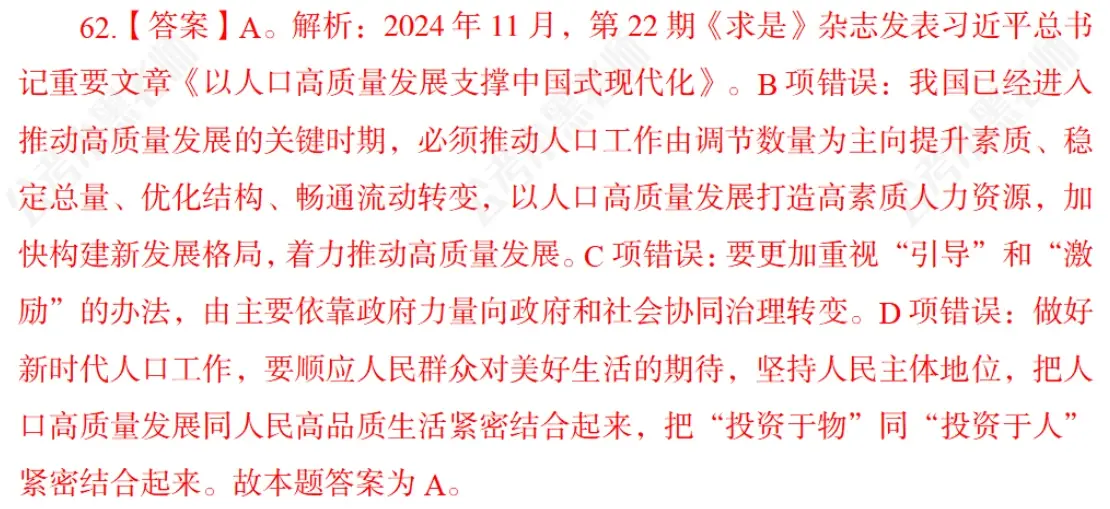 62.【答案】A。解析：2024 年 11 月，第 22 期《求是》杂志发表习近平总书
记重要文章《以人口高质量发展支撑中国式现代化》。B 项错误：我国已经进入
推动高质量发展的关键时期，必须推动人口工作由调节数量为主向提升素质、稳
定总量、优化结构、畅通流动转变，以人口高质量发展打造高素质人力资源，加
快构建新发展格局，着力推动高质量发展。C 项错误：要更加重视“引导”和“激
励”的办法，由主要依靠政府力量向政府和社会协同治理转变。D 项错误：做好
新时代人口工作，要顺应人民群众对美好生活的期待，坚持人民主体地位，把人
口高质量发展同人民高品质生活紧密结合起来，把“投资于物”同“投资于人”
紧密结合起来。故本题答案为 A。